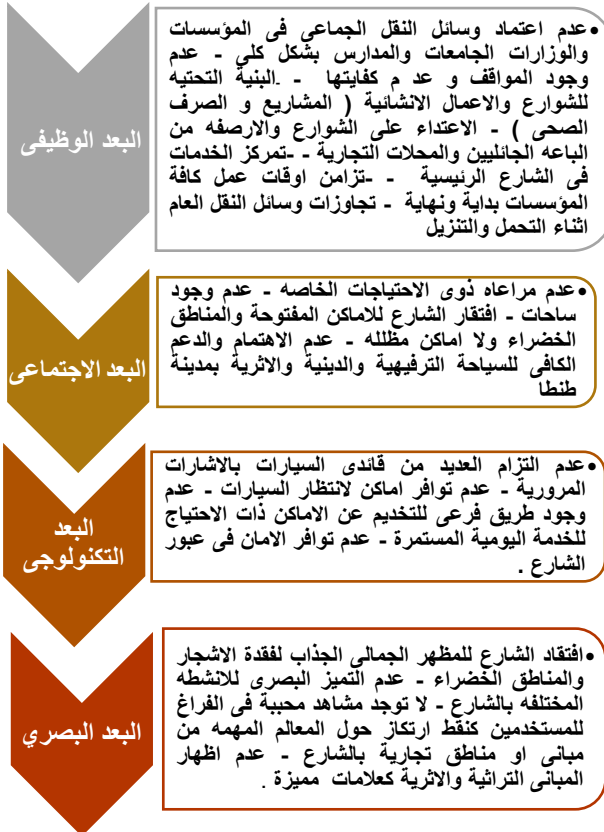 البعد الوظيفى
•عدم اعتماد وسائل النقل الجماعي فى المؤسسات
والوزارات الجامعات والمدارس بشكل كلي - عدم
وجود المواقف و عد م كفايتها - .البنية التحتيه
للشوارع والاعمال الانشائية ( المشاريع و الصرف
الصحى ) - الاعتداء على الشوارع والارصفه من
الباعه الجائليين والمحلات التجارية - -تمركز الخدمات
فى الشارع الرئيسية - -تزامن اوقات عمل كافة
المؤسسات بداية ونهاية - تجاوزات وسائل النقل العام
اثناء التحمل والتنزيل
البعد الاجتماعى
•عدم مراعاه ذوى الاحتياجات الخاصه - عدم وجود
ساحات - افتقار الشارع للاماكن المفتوحة والمناطق
الخضراء ولا اماكن مظلله - عدم الاهتمام والدعم
الكافى للسياحة الترفيهية والدينية والاثرية بمدينة
طنطا
البعد
التكنولوجى
•عدم التزام العديد من قائدى السيارات بالاشارات
المرورية - عدم توافر اماكن لانتظار السيارات - عدم
وجود طريق فرعى للتخديم عن الاماكن ذات الاحتياج
للخدمة اليومية المستمرة - عدم توافر الامان فى عبور
الشارع .
البعد البصري
•افتقاد الشارع للمظهر الجمالى الجذاب لفقدة الاشجار
والمناطق الخضراء - عدم التميز البصرى للانشطه
المختلفه بالشارع - لا توجد مشاهد محببة فى الفراغ
للمستخدمين كنقط ارتكاز حول المعالم المهمه من
مبانى او مناطق تجارية بالشارع - عدم اظهار
المبانى التراثية والاثرية كعلامات مميزة .